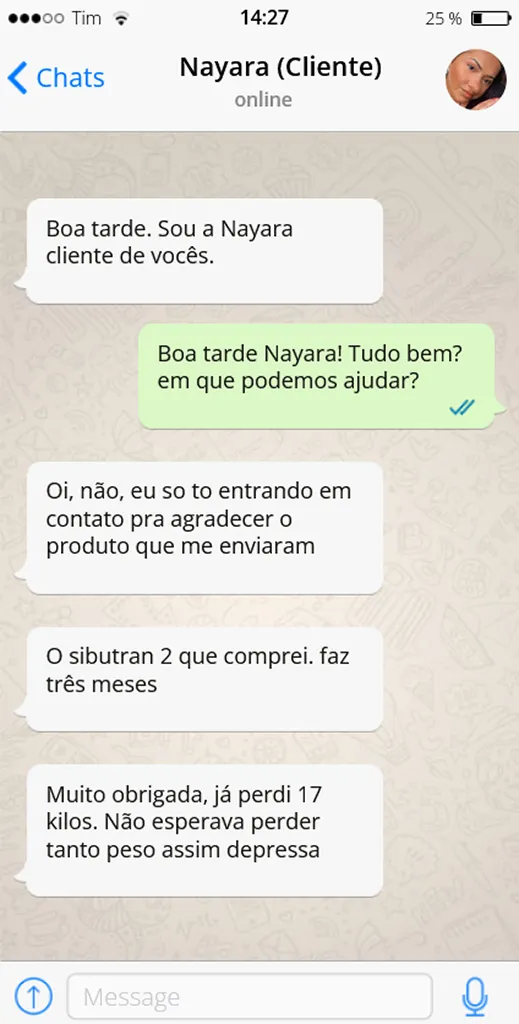 Tim 14:27 25 %
Chats Nayara (Cliente)
online
Boa tarde. Sou a Nayara
cliente de vocês.
Boa tarde Nayara! Tudo bem?
em que podemos ajudar?
Oi, não, eu so to entrando em
contato pra agradecer o
produto que me enviaram
O sibutran 2 que comprei. faz
três meses
Muito obrigada, já perdi 17
kilos. Não esperava perder
tanto peso assim depressa
Message